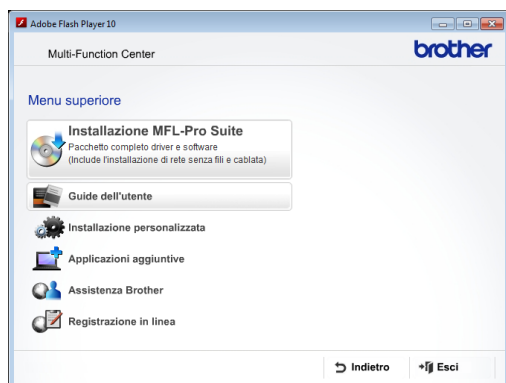 Adobe Flash Player 10
Multi-Function Center
brother
Menu superiore
Installazione MFL-Pro Suite
Pacchetto completo driver e software
(Include l'installazione di rete senza fili e cablata)
Guide dell'utente
Installazione personalizzata
Applicazioni aggiuntive
Assistenza Brother
Registrazione in linea
Indietro
Esci